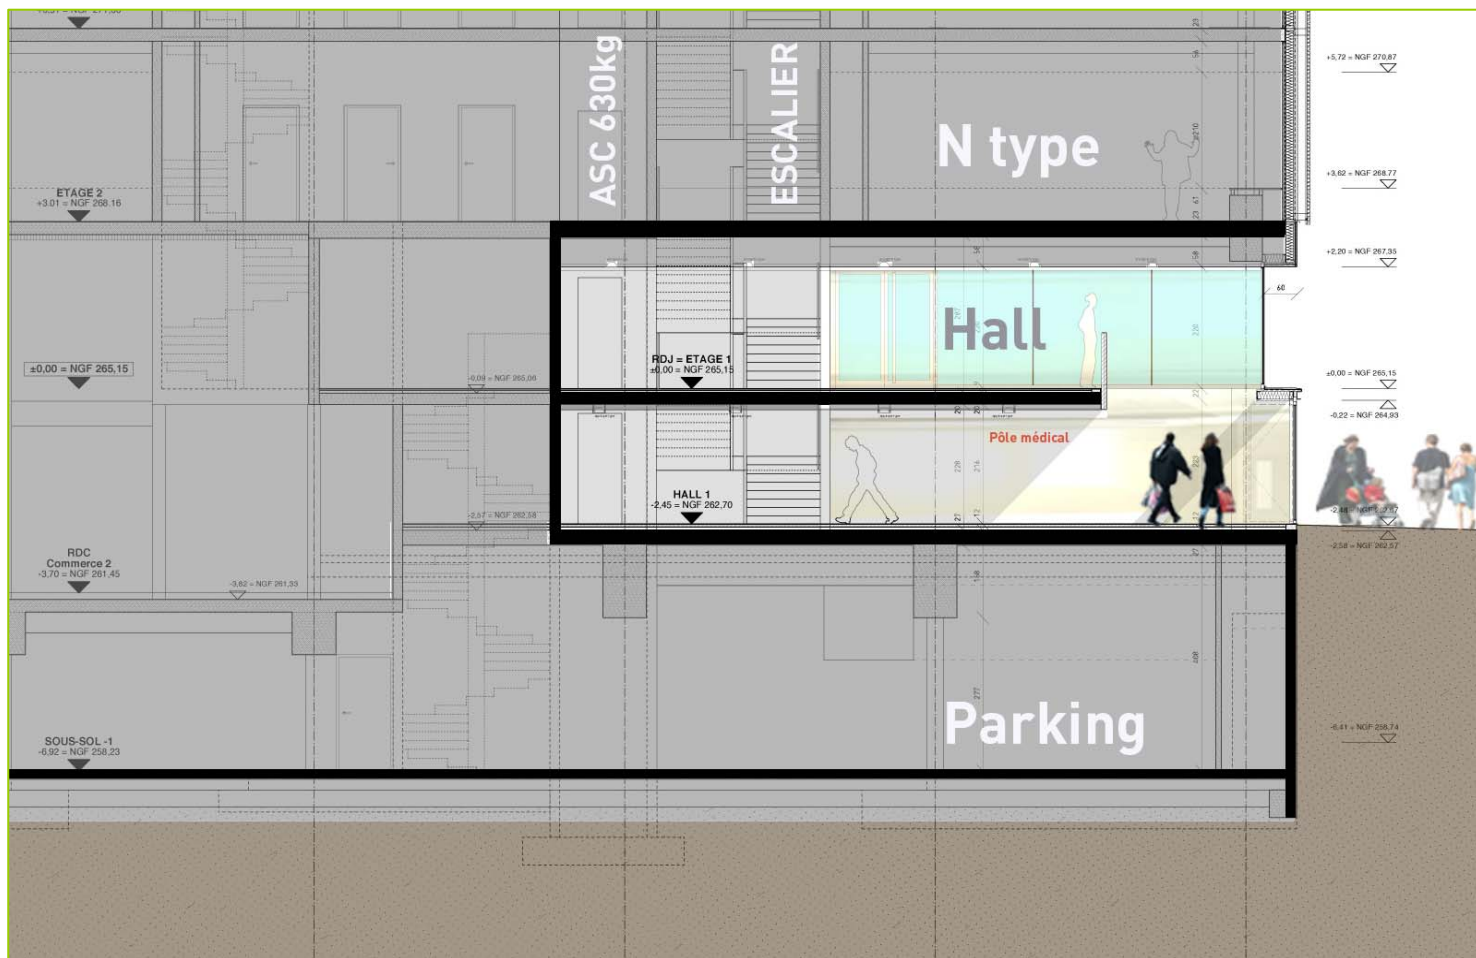 +5,72 = NGF 270,87
ASC 630kg
ESCALIER
N type
ETAGE 2
+3.01 = NGF 268.16
+3,62 = NGF 268.77
+2,20 = NGF 267,35
60
Hall
RDJ = ETAGE 1
±0,00 = NGF 265,15
±0,00 = NGF 265,15
-0,09 = NGF 265,06
±0,00 = NGF 265,15
-0,22 = NGF 264,93
Pôle médical
HALL 1
-2,45 = NGF 262,70
-2,57 = NGF 262,58
-2,58 = NGF 262,57
RDC
Commerce 2
-3,70 = NGF 261,45
-3,62 = NGF 261,53
Parking
SOUS-SOL -1
-6,92 = NGF 258,23
-6,41 = NGF 258,74